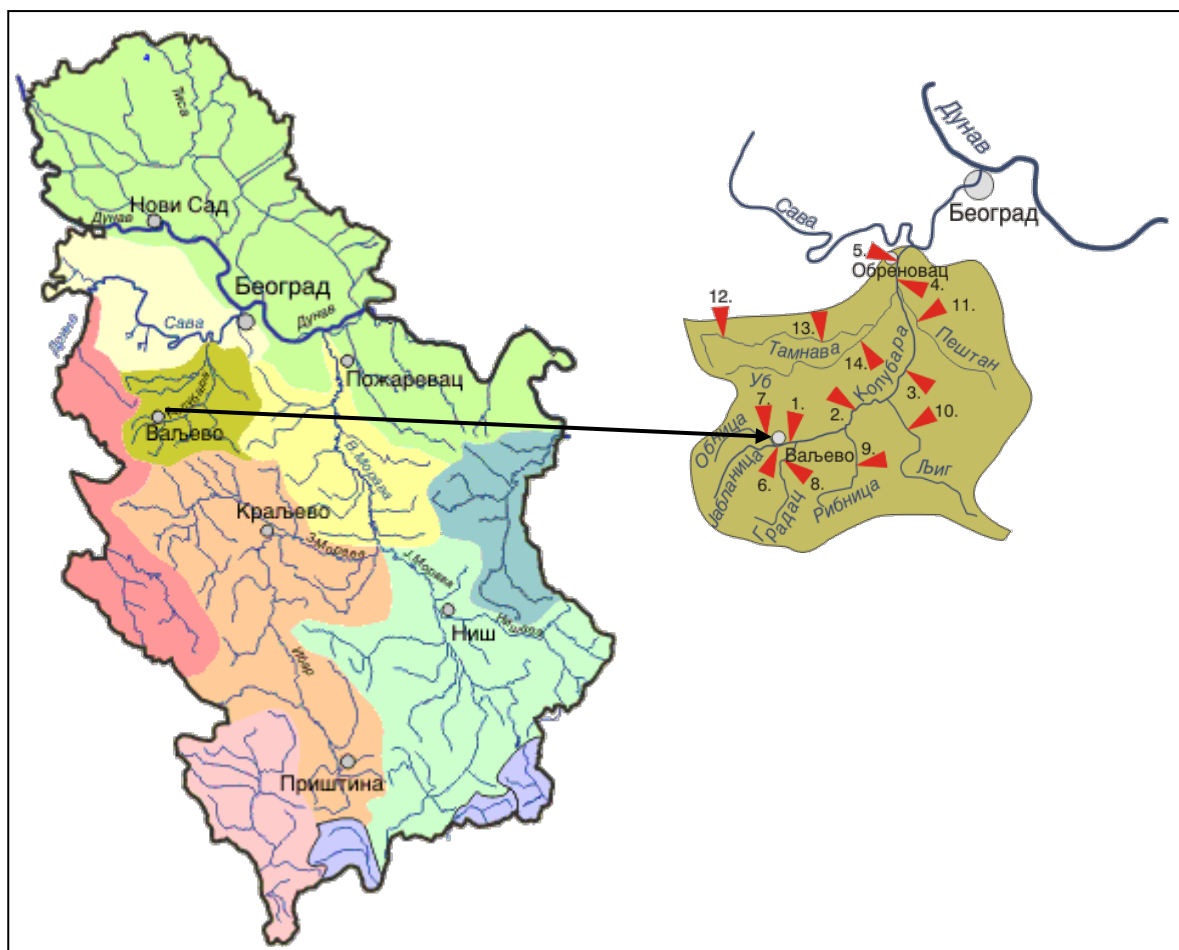 Тиса
Нови Сад
Дунав
Београд
Дунав
Сава
Дрина
Пожаревац
Колубара
Ваљево
В.Морава
Краљево
З.Морава
Ј.Морава
Нишава
Ниш
Ибар
Приштина
Дунав
Београд
Сава
5.
Обреновац
4.
12.
11.
13.
Тамнава
Пештан
14.
Колубара
Уб
3.
7.
1.
2.
10.
Обница
Ваљево
9.
Љиг
6.
8.
Јабланица
Градац
Рибница